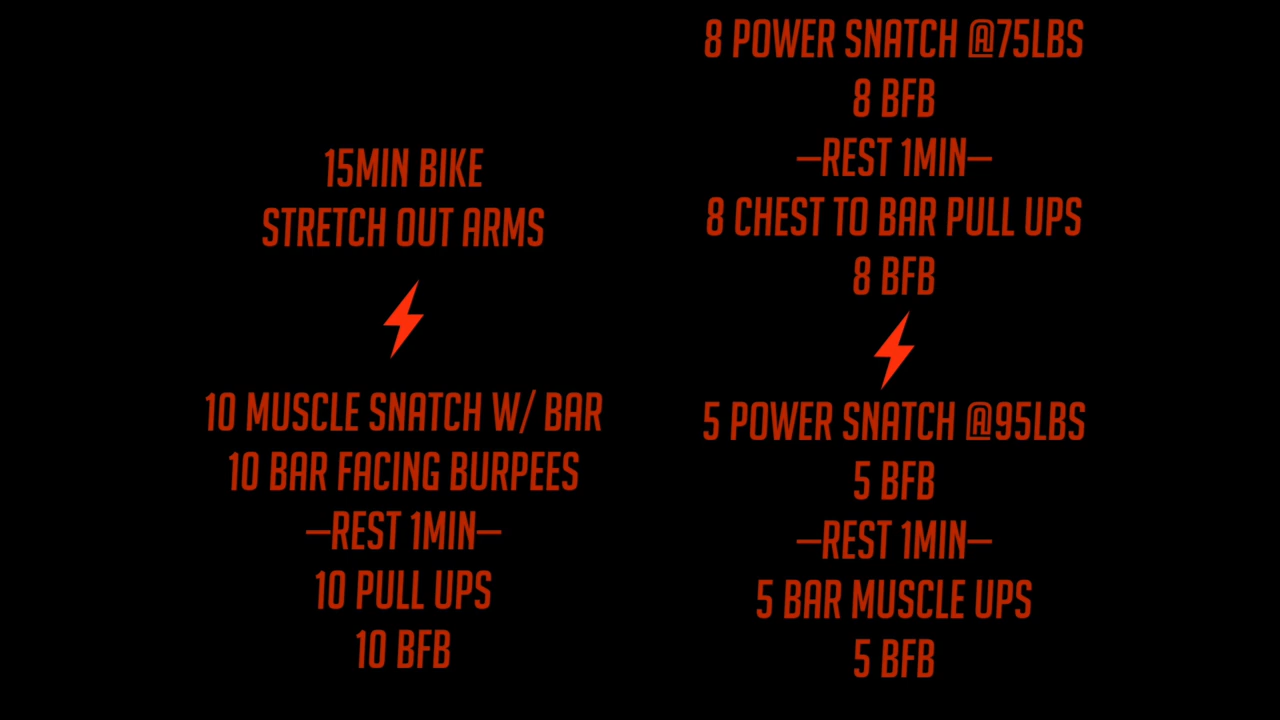 15MIN BIKE
STRETCH OUT ARMS
10 MUSCLE SNATCH W/ BAR
10 BAR FACING BURPEES
—REST 1MIN—
10 PULL UPS
10 BFB
8 POWER SNATCH @75LBS
8 BFB
—REST 1MIN—
8 CHEST TO BAR PULL UPS
8 BFB
5 POWER SNATCH @95LBS
5 BFB
—REST 1MIN—
5 BAR MUSCLE UPS
5 BFB